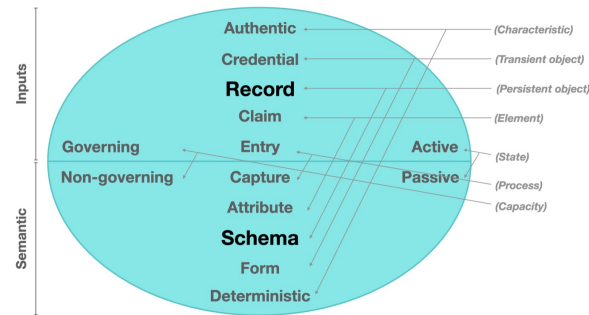 Authentic
(Characteristic)
Credential
(Transient object)
Record
(Persistent object)
Inputs
Claim
(Element)
Governing
Entry
Active
(State)
Non-governing
Capture
Passive
(Process)
Attribute
(Capacity)
Semantic
Schema
Form
Deterministic